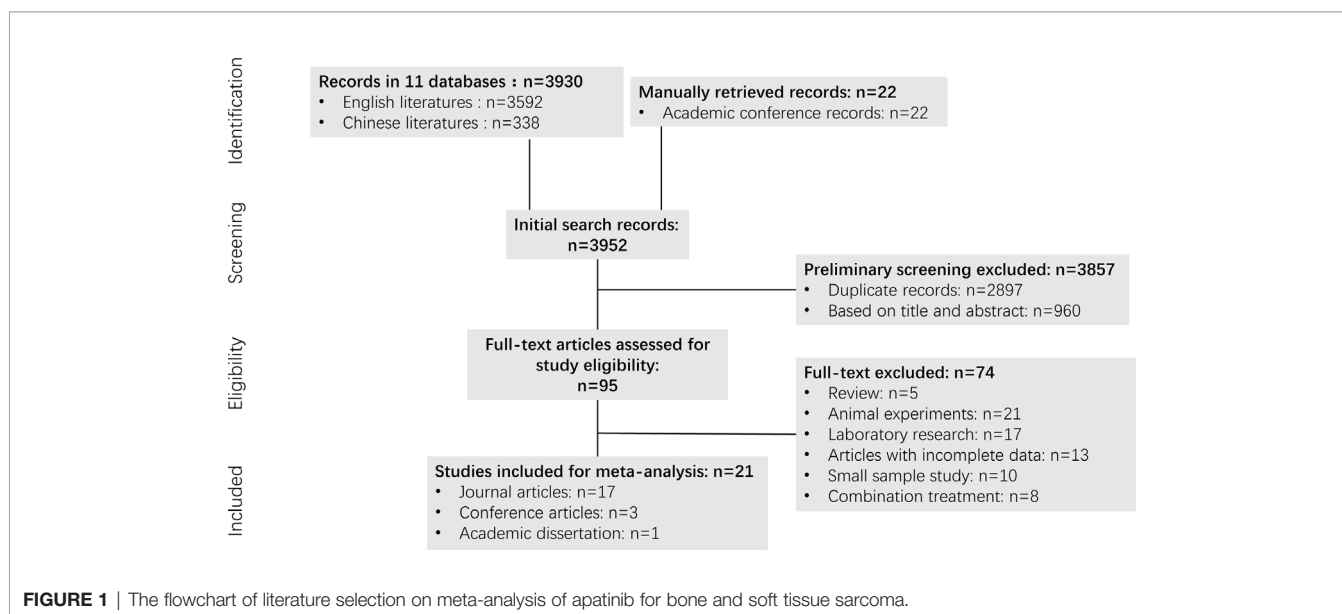 Identification
Records in 11 databases : n=3930
• English literatures : n=3592
• Chinese literatures : n=338
Manually retrieved records: n=22
• Academic conference records: n=22
Screening
Initial search records:
n=3952
Preliminary screening excluded: n=3857
• Duplicate records: n=2897
• Based on title and abstract: n=960
Eligibility
Full-text articles assessed for
study eligibility:
n=95
Full-text excluded: n=74
• Review: n=5
• Animal experiments: n=21
• Laboratory research: n=17
• Articles with incomplete data: n=13
• Small sample study: n=10
• Combination treatment: n=8
Included
Studies included for meta-analysis: n=21
• Journal articles: n=17
• Conference articles: n=3
• Academic dissertation: n=1
FIGURE 1 | The flowchart of literature selection on meta-analysis of apatinib for bone and soft tissue sarcoma.